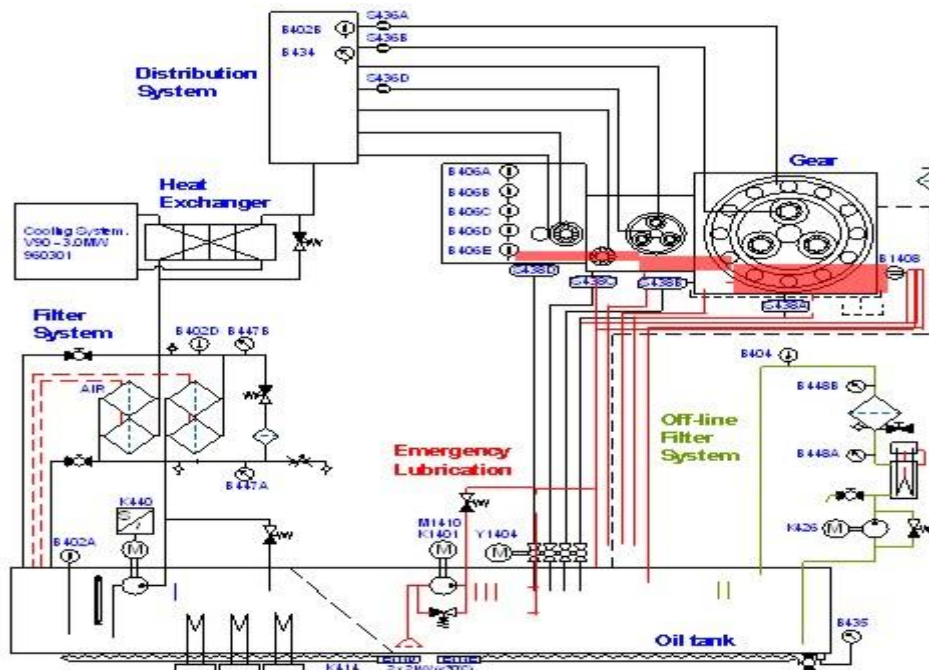 S436A
B402B
S436B
B434
Distribution
System
S436D
Gear
B406A
Heat
Exchanger
B406B
B406C
Cooling System.
V90 - 3.0MW
960301
B406D
B406E
S438D
S438C
S438B
B1408
S438A
Filter
System
B402D
B447B
B404
AIR
B448B
Off-line
Filter
System
Emergency
Lubrication
B448A
B447A
K440
S
M1410
K1401
Y1404
K426
M
M
M
M
B402A
Oil tank
B435
K414